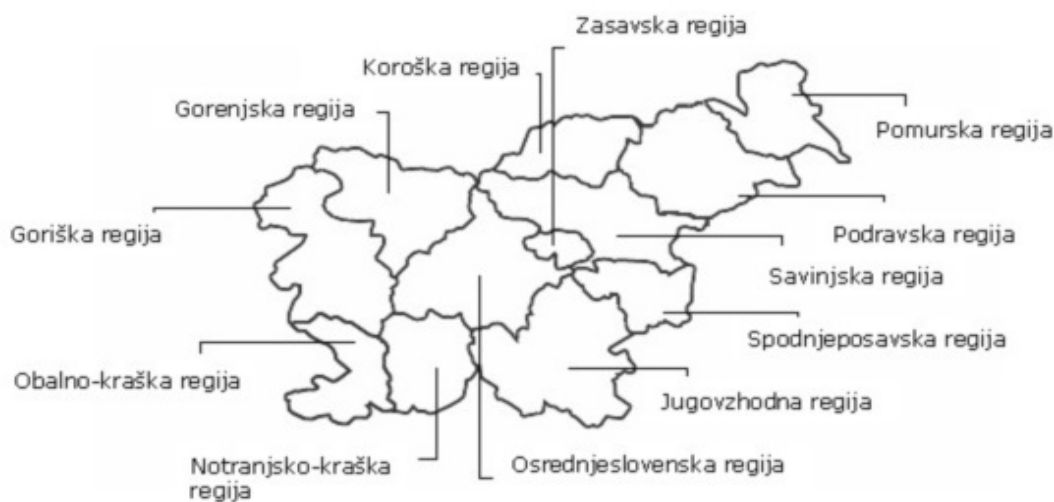 Zasavska regija
Koroška regija
Gorenjska regija
Pomurska regija
Goriška regija
Podravska regija
Savinjska regija
Spodnjeposavska regija
Obalno-kraška regija
Jugovzhodna regija
Notranjsko-kraška
regija
Osrednjeslovenska regija